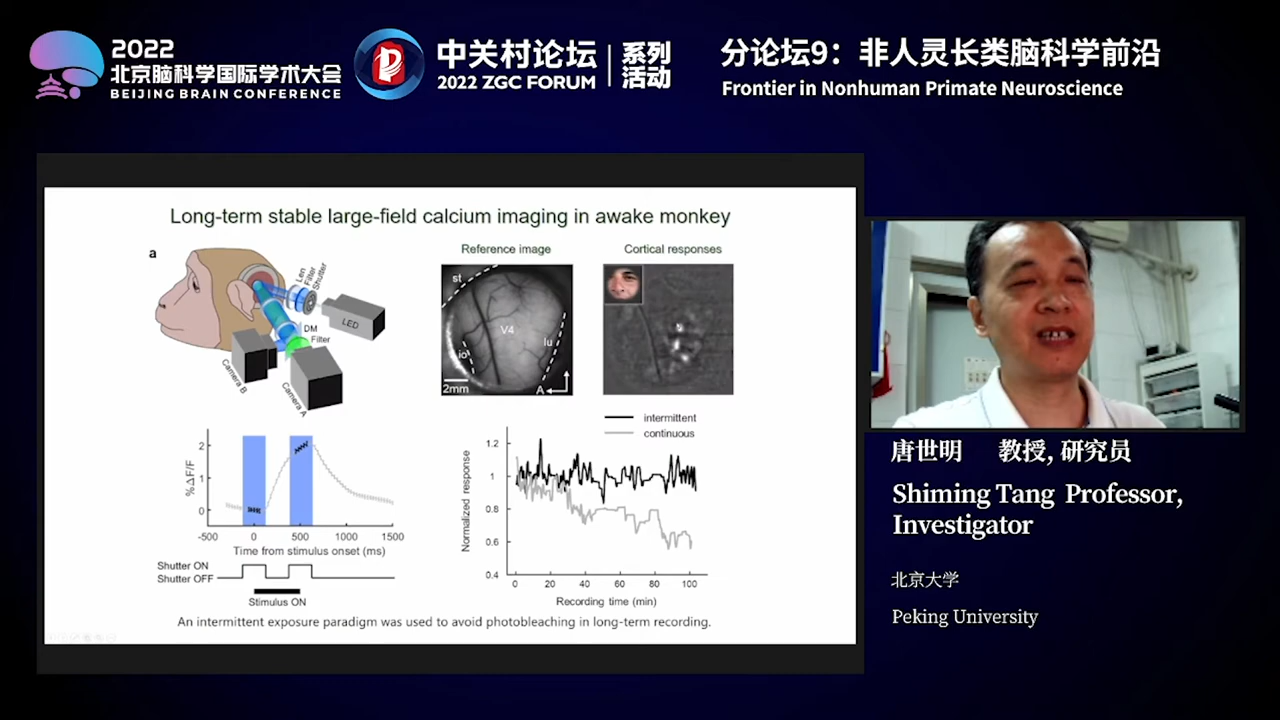 2022
北京脑科学国际学术大会
BEIJING BRAIN CONFERENCE
中关村论坛
2022 ZGC FORUM
系列
活动
分论坛9：非人灵长类脑科学前沿
Frontier in Nonhuman Primate Neuroscience
Long-term stable large-field calcium imaging in awake monkey
a
Len
Filter
Shutter
LED
DM
Filter
Camera B
Camera A
Reference image
st
V4
lu
io
2mm
A
Cortical responses
%ΔF/F
2
1
0
-500
0
500
1000
1500
Time from stimulus onset (ms)
Shutter ON
Shutter OFF
Stimulus ON
intermittent
continuous
Normalized response
1.2
1
0.8
0.6
0.4
0
20
40
60
80
100
Recording time (min)
An intermittent exposure paradigm was used to avoid photobleaching in long-term recording.
唐世明 教授, 研究员
Shiming Tang Professor,
Investigator
北京大学
Peking University